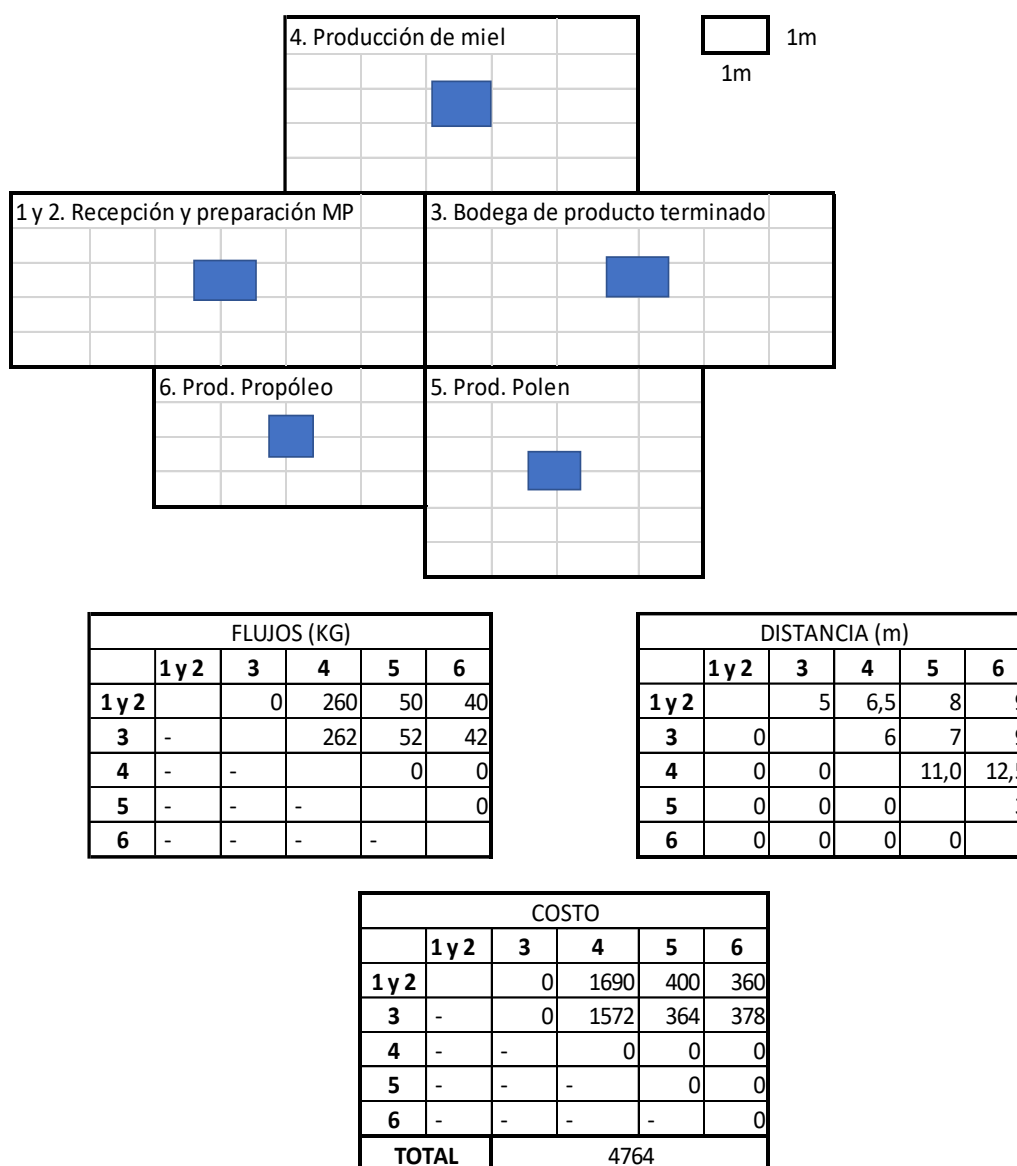 4. Producción de miel
1m
1m
1 y 2. Recepción y preparación MP
3. Bodega de producto terminado
6. Prod. Propóleo
5. Prod. Polen
FLUJOS (KG)
1 y 2 3 4 5 6
1 y 2 0 260 50 40
3 - 262 52 42
4 - - 0 0
5 - - - 0
6 - - - -
DISTANCIA (m)
1 y 2 3 4 5 6
1 y 2 5 6,5 8
3 0 6 7
4 0 0 11,0
5 0 0 0
6 0 0 0 0
COSTO
1 y 2 3 4 5 6
1 y 2 0 1690 400 360
3 - 0 1572 364 378
4 - - 0 0 0
5 - - - 0 0
6 - - - - 0
TOTAL 4764